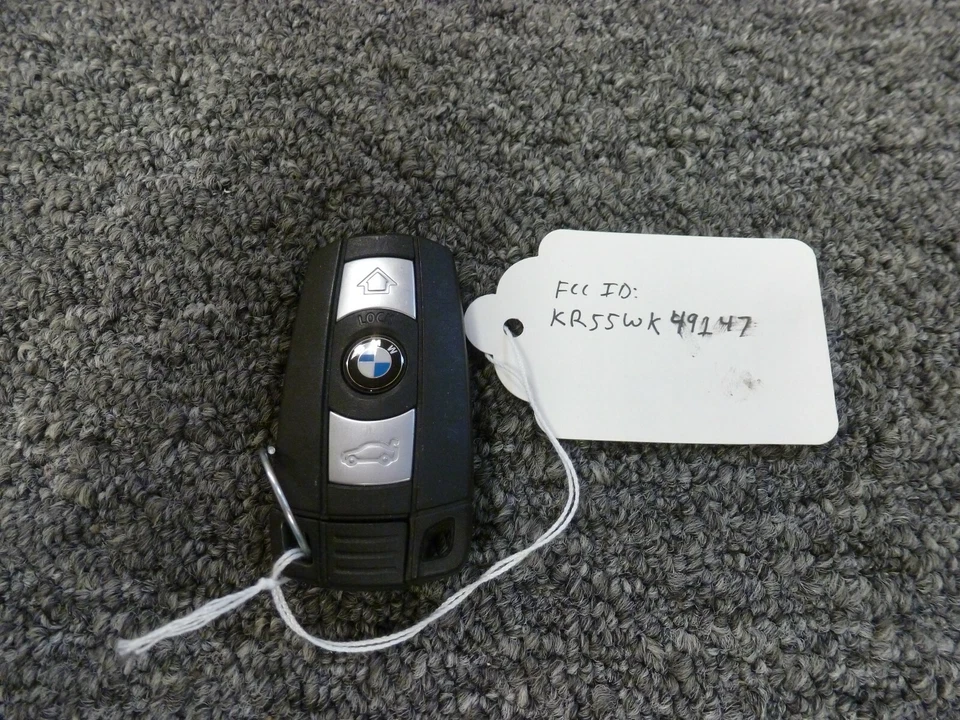 LOCK
BMW
FCC ID:
KR55WK49147